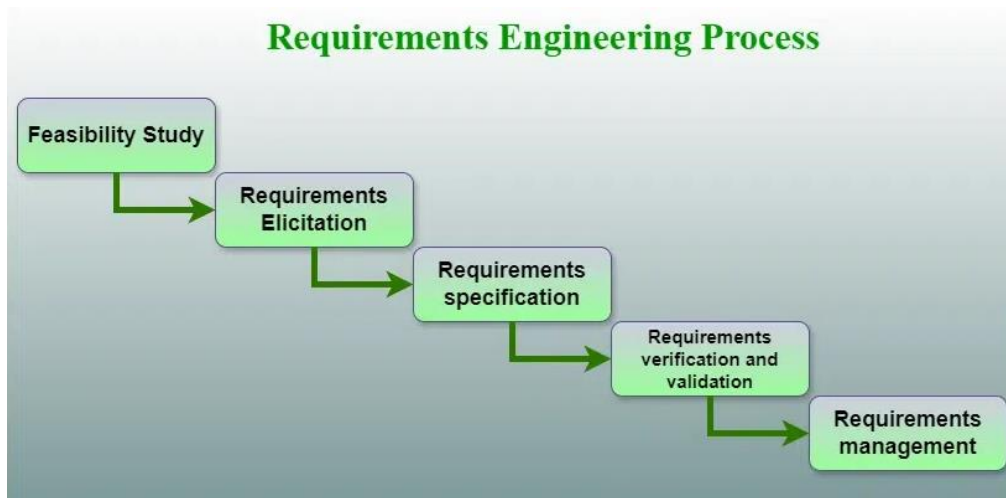 Requirements Engineering Process
Feasibility Study
Requirements
Elicitation
Requirements
specification
Requirements
verification and
validation
Requirements
management